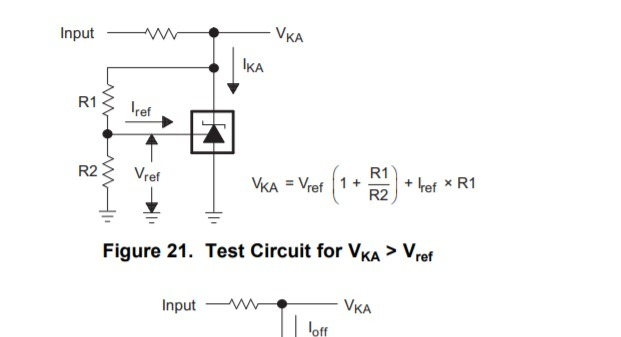 Input
VKA
IKA
R1
Iref
R2
Vref
VKA = Vref (1 + R1/R2) + Iref × R1
Figure 21. Test Circuit for VKA > Vref
Input
VKA
Ioff